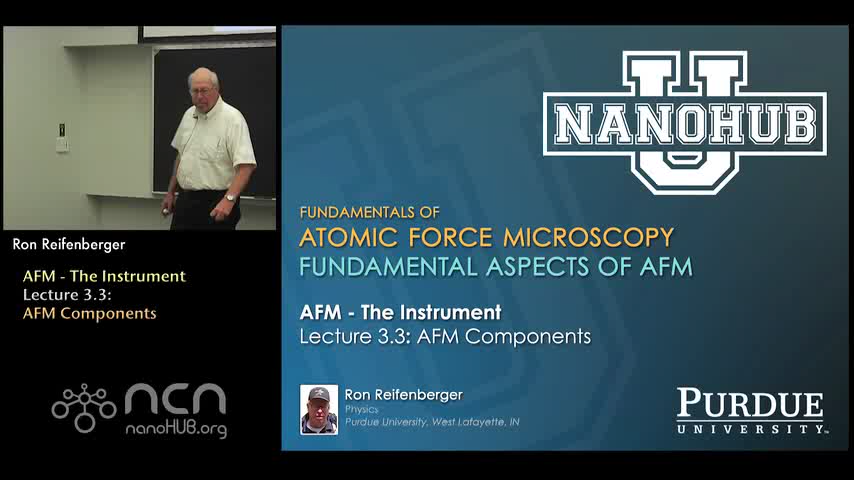 Ron Reifenberger
AFM - The Instrument
Lecture 3.3:
AFM Components
ncn
nanoHUB.org
U
NANOHUB
FUNDAMENTALS OF
ATOMIC FORCE MICROSCOPY
FUNDAMENTAL ASPECTS OF AFM
AFM - The Instrument
Lecture 3.3: AFM Components
Ron Reifenberger
Physics
Purdue University, West Lafayette, IN
PURDUE
UNIVERSITY™